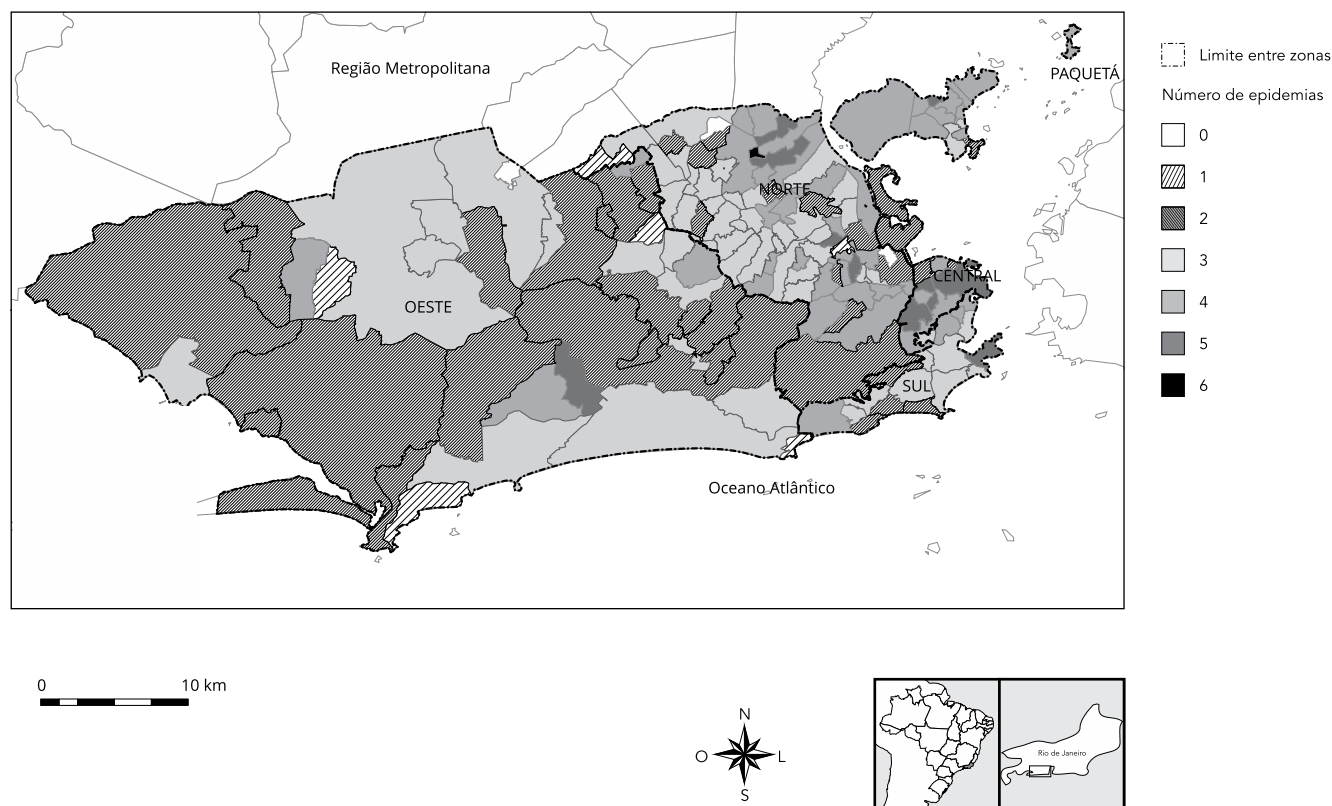 PAQUETÁ
Região Metropolitana
NORTE
CENTRAL
OESTE
SUL
Oceano Atlântico
Limite entre zonas
Número de epidemias
0
1
2
3
4
5
6
0 10 km
N
O L
S
Rio de Janeiro